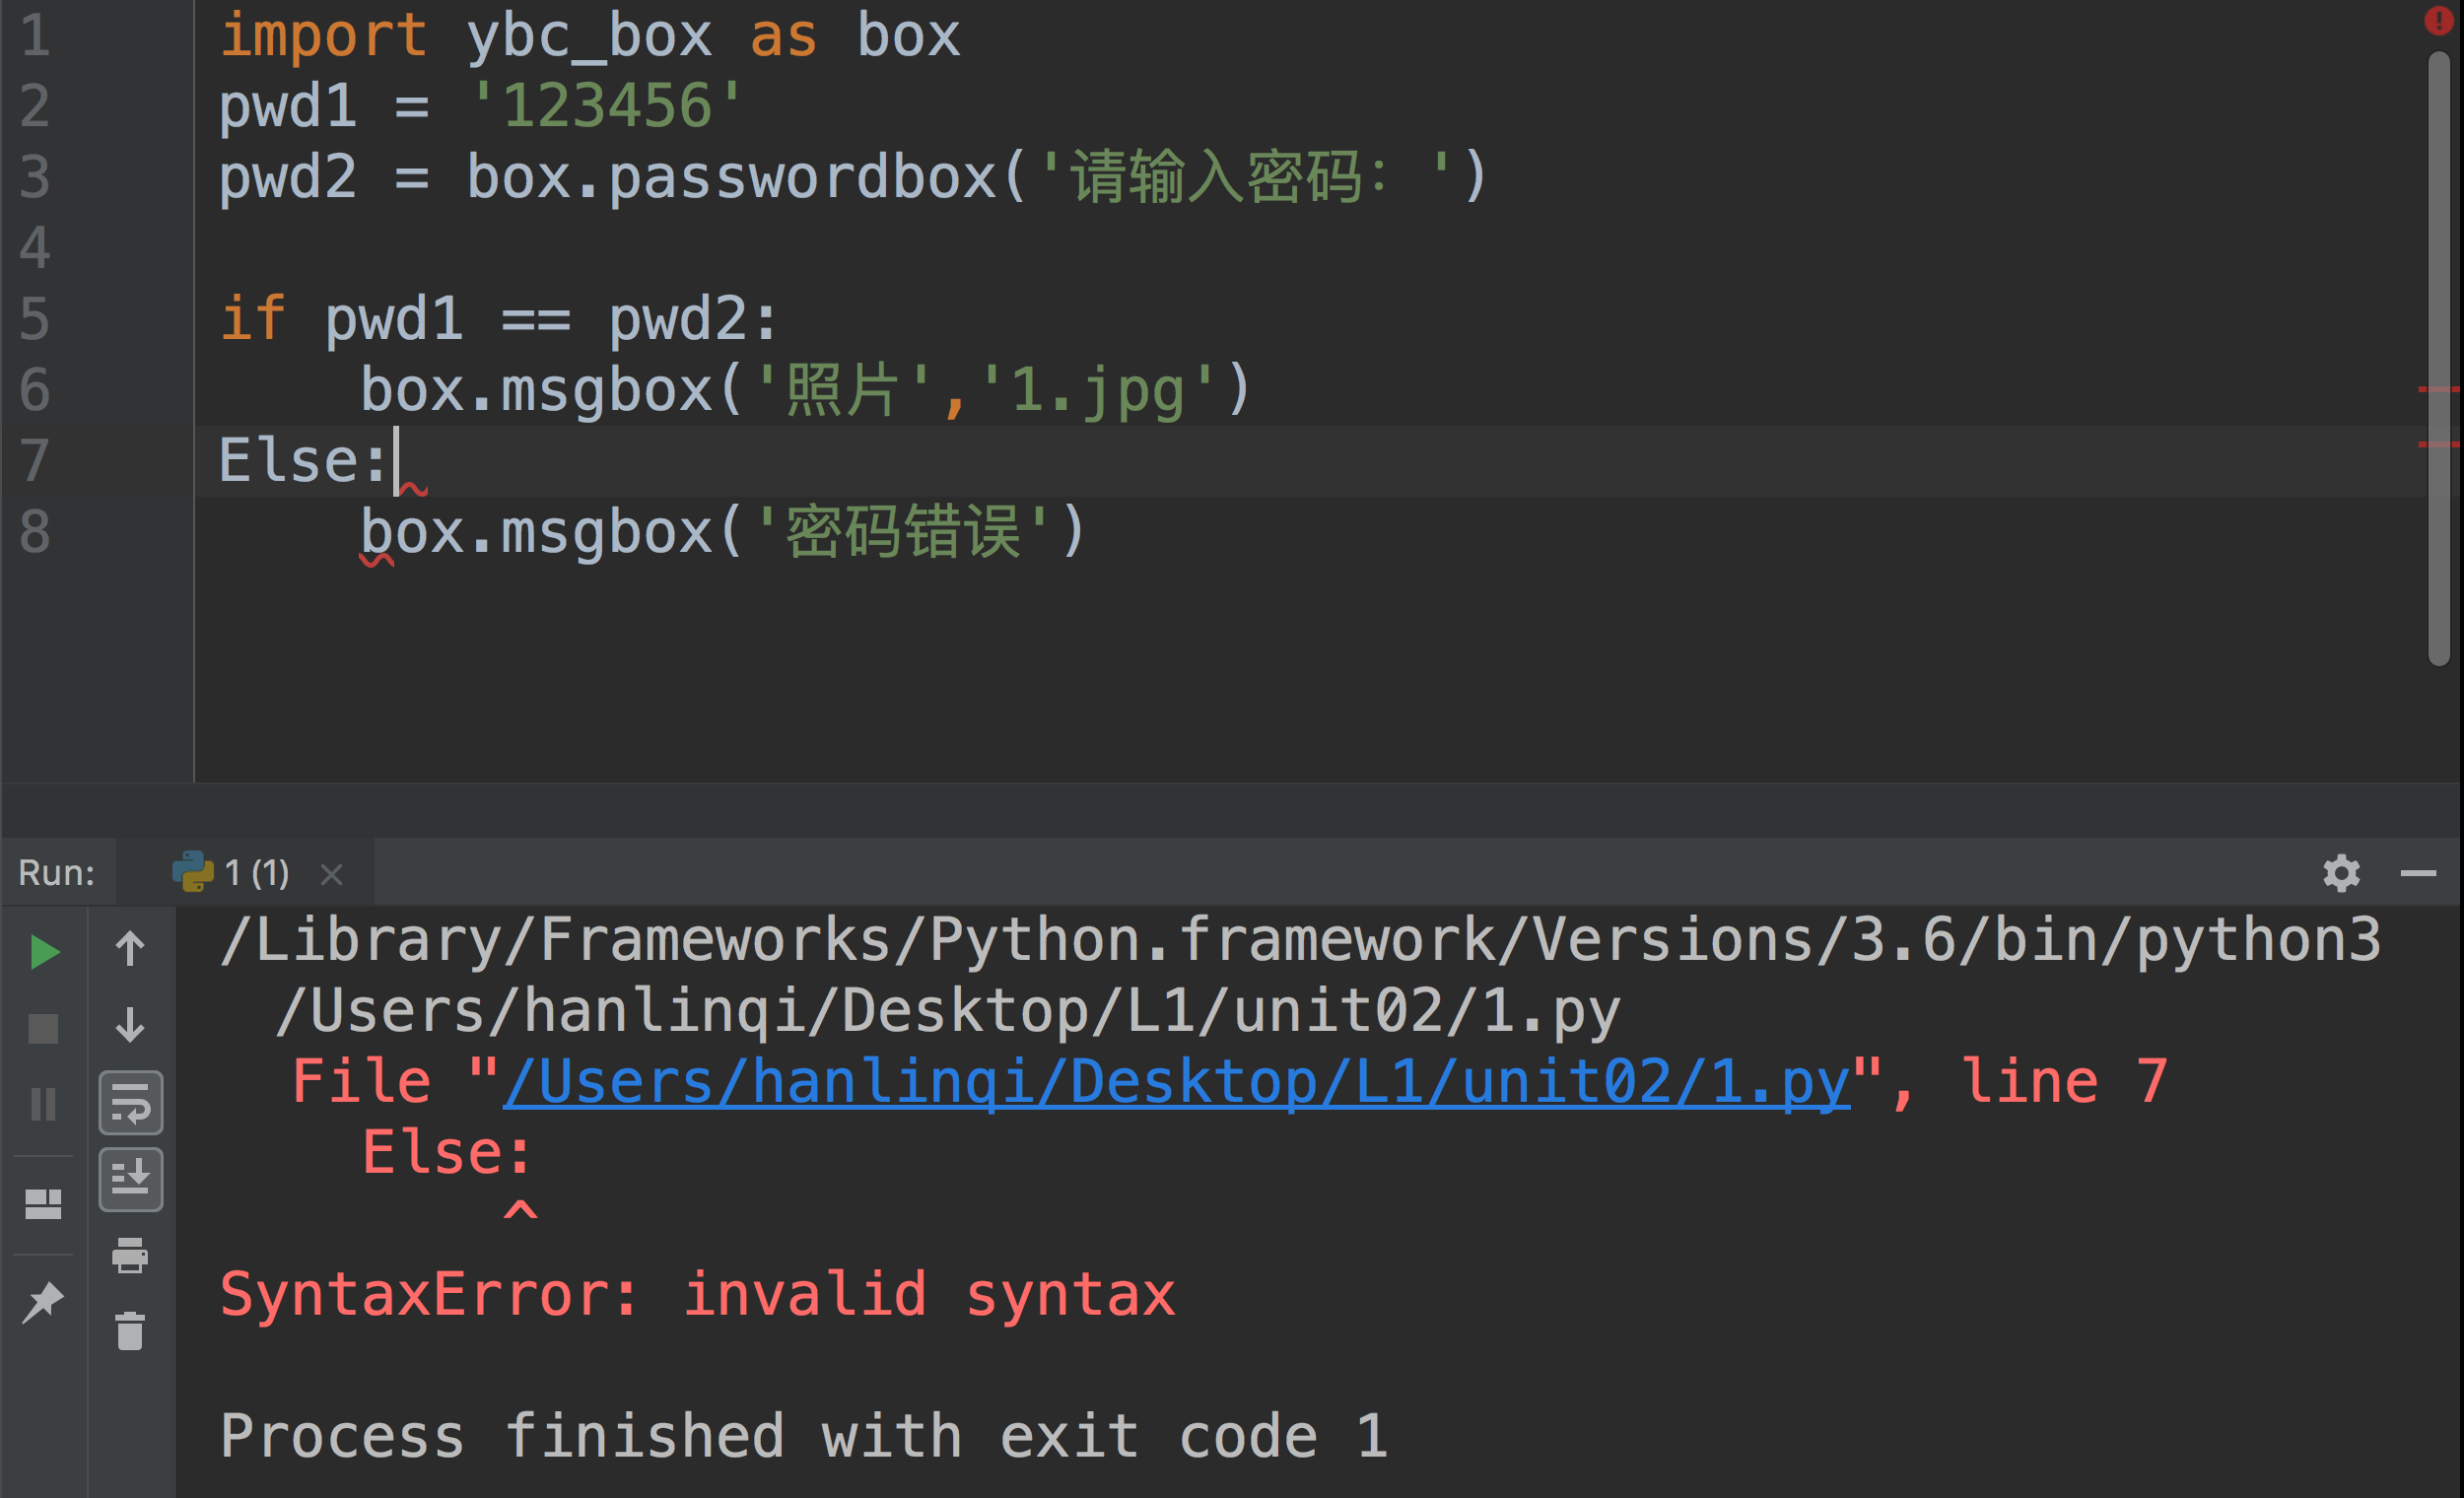 1 import ybc_box as box
2 pwd1 = '123456'
3 pwd2 = box.passwordbox('请输入密码：')
4
5 if pwd1 == pwd2:
6     box.msgbox('照片','1.jpg')
7 Else:
8     box.msgbox('密码错误')
Run: 1 (1)
/Library/Frameworks/Python.framework/Versions/3.6/bin/python3
/Users/hanlinqi/Desktop/L1/unit02/1.py
File "/Users/hanlinqi/Desktop/L1/unit02/1.py", line 7
Else:
^
SyntaxError: invalid syntax
Process finished with exit code 1